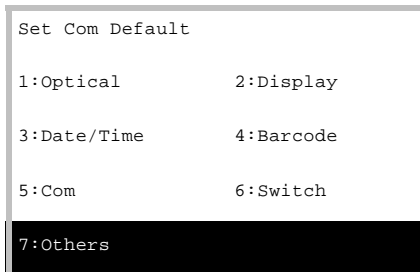 Set Com Default
1:Optical 2:Display
3:Date/Time 4:Barcode
5:Com 6:Switch
7:Others